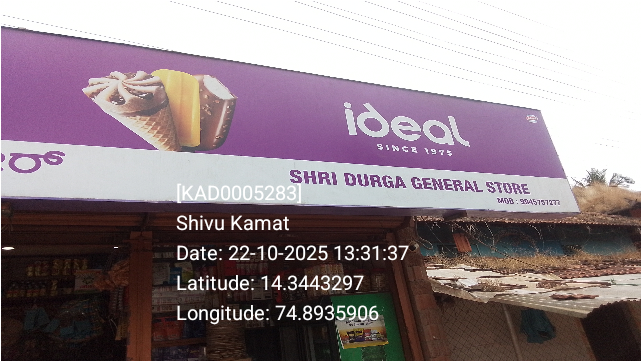 ideal
SINCE 1975
SHRI DURGA GENERAL STORE
[KAD0005283]
Shivu Kamat
Date: 22-10-2025 13:31:37
Latitude: 14.3443297
Longitude: 74.8935906